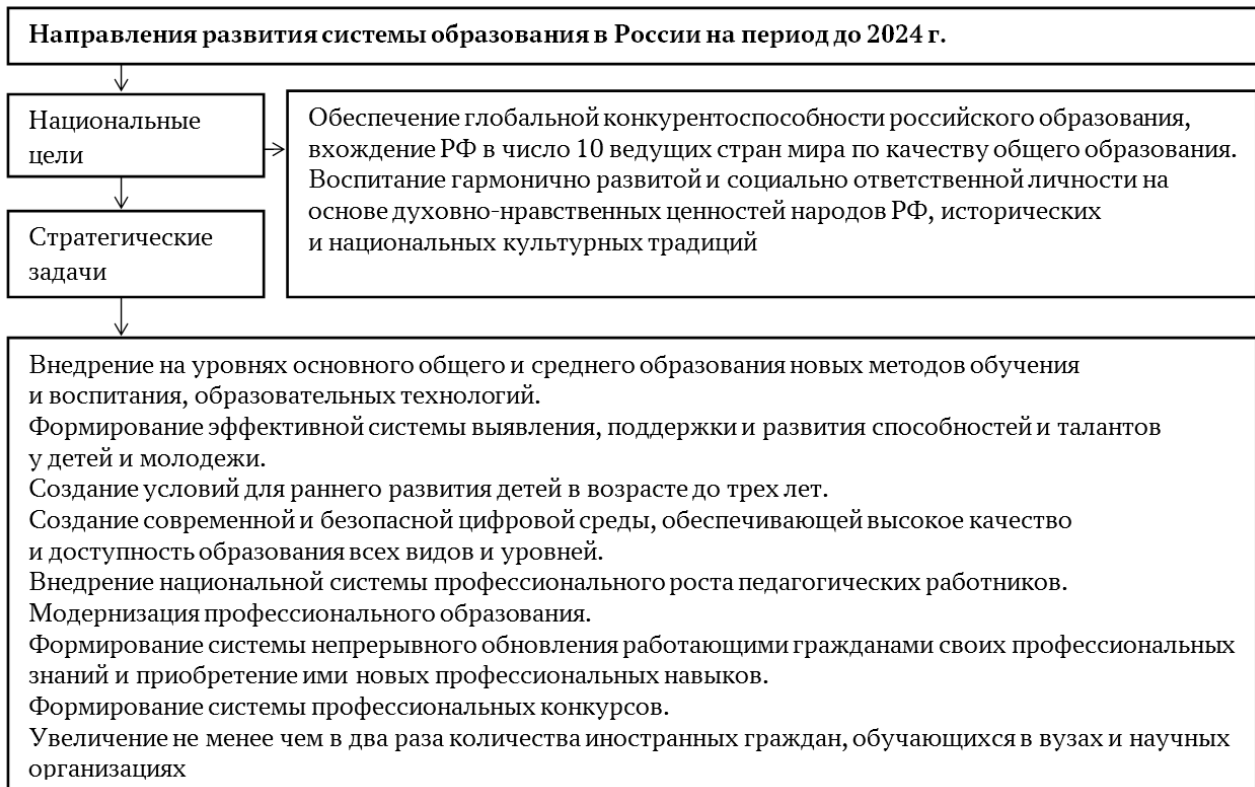 Направления развития системы образования в России на период до 2024 г.
Национальные
цели
Обеспечение глобальной конкурентоспособности российского образования,
вхождение РФ в число 10 ведущих стран мира по качеству общего образования.
Воспитание гармонично развитой и социально ответственной личности на
основе духовно-нравственных ценностей народов РФ, исторических
и национальных культурных традиций
Стратегические
задачи
Внедрение на уровнях основного общего и среднего образования новых методов обучения
и воспитания, образовательных технологий.
Формирование эффективной системы выявления, поддержки и развития способностей и талантов
у детей и молодежи.
Создание условий для раннего развития детей в возрасте до трех лет.
Создание современной и безопасной цифровой среды, обеспечивающей высокое качество
и доступность образования всех видов и уровней.
Внедрение национальной системы профессионального роста педагогических работников.
Модернизация профессионального образования.
Формирование системы непрерывного обновления работающими гражданами своих профессиональных
знаний и приобретение ими новых профессиональных навыков.
Формирование системы профессиональных конкурсов.
Увеличение не менее чем в два раза количества иностранных граждан, обучающихся в вузах и научных
организациях